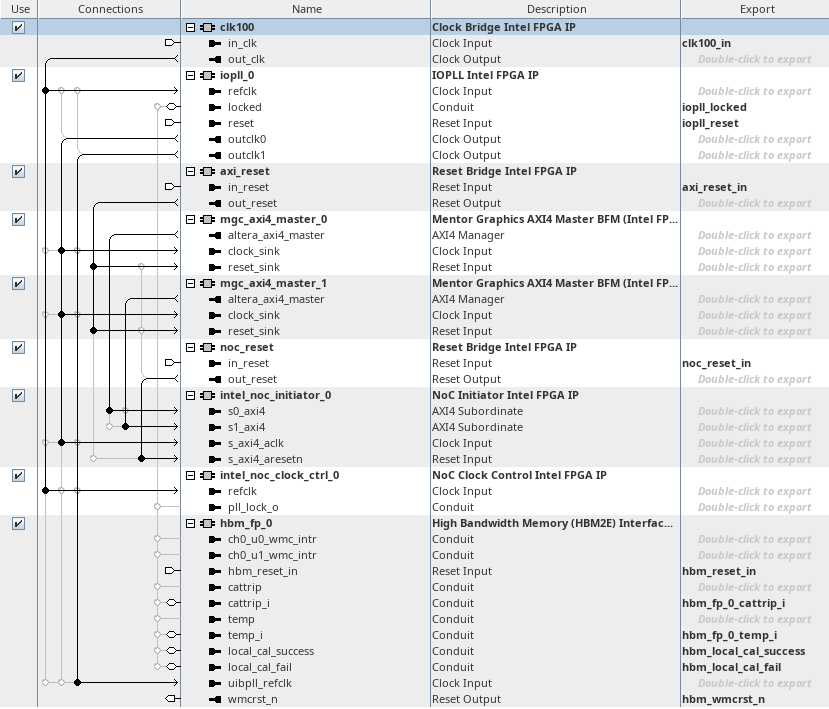 Use Connections Name Description Export
clk100 Clock Bridge Intel FPGA IP
in_clk Clock Input clk100_in
out_clk Clock Output Double-click to export
iopll_0 IOPLL Intel FPGA IP
refclk Clock Input Double-click to export
locked Conduit iopll_locked
reset Reset Input iopll_reset
outclk0 Clock Output Double-click to export
outclk1 Clock Output Double-click to export
axi_reset Reset Bridge Intel FPGA IP
in_reset Reset Input axi_reset_in
out_reset Reset Output Double-click to export
mgc_axi4_master_0 Mentor Graphics AXI4 Master BFM (Intel FP...
altera_axi4_master AXI4 Manager Double-click to export
clock_sink Clock Input Double-click to export
reset_sink Reset Input Double-click to export
mgc_axi4_master_1 Mentor Graphics AXI4 Master BFM (Intel FP...
altera_axi4_master AXI4 Manager Double-click to export
clock_sink Clock Input Double-click to export
reset_sink Reset Input Double-click to export
noc_reset Reset Bridge Intel FPGA IP
in_reset Reset Input noc_reset_in
out_reset Reset Output Double-click to export
intel_noc_initiator_0 NoC Initiator Intel FPGA IP
s0_axi4 AXI4 Subordinate Double-click to export
s1_axi4 AXI4 Subordinate Double-click to export
s_axi4_aclk Clock Input Double-click to export
s_axi4_aresetn Reset Input Double-click to export
intel_noc_clock_ctrl_0 NoC Clock Control Intel FPGA IP
refclk Clock Input Double-click to export
pll_lock_o Conduit Double-click to export
hbm_fp_0 High Bandwidth Memory (HBM2E) Interfac...
ch0_u0_wmc_intr Conduit Double-click to export
ch0_u1_wmc_intr Conduit Double-click to export
hbm_reset_in Reset Input hbm_reset_in
cattrip Conduit Double-click to export
cattrip_i Conduit hbm_fp_0_cattrip_i
temp Conduit Double-click to export
temp_i Conduit hbm_fp_0_temp_i
local_cal_success Conduit hbm_local_cal_success
local_cal_fail Conduit hbm_local_cal_fail
uibpll_refclk Clock Input Double-click to export
wmcrst_n Reset Output hbm_wmcrst_n